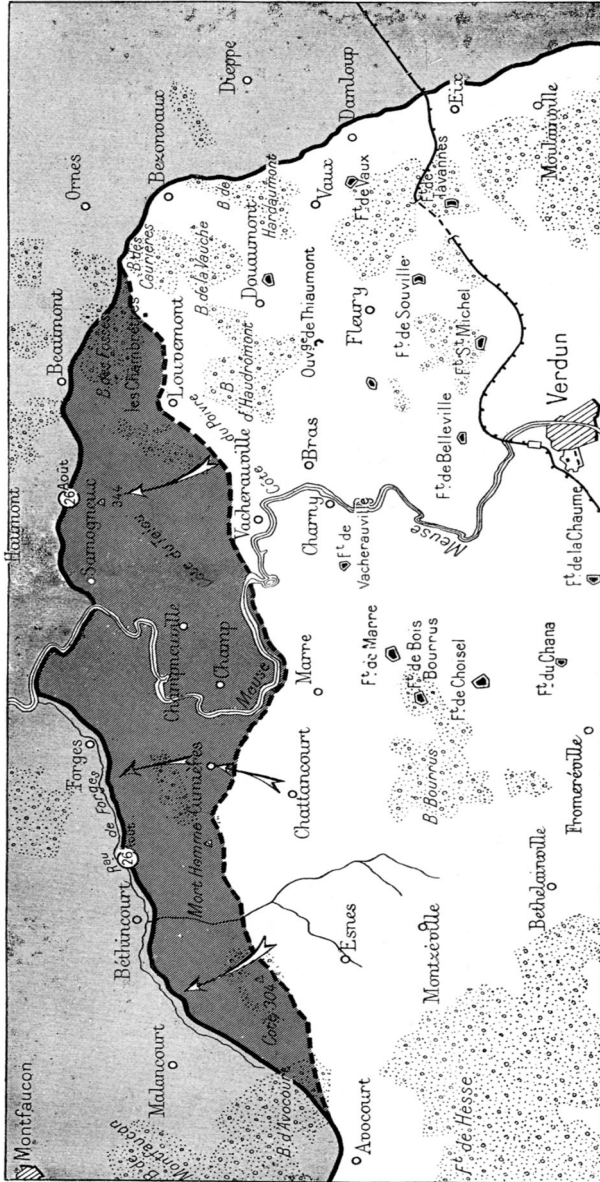 Montfaucon
B. de
Montfaucon
Malancourt
B. d'Avocourt
Avocourt
Fᵗ de Hesse
Cote 304
Béthincourt
Esnes
Montzéville
Bethelainville
Rau de Forges
26 Août
Forges
Mort Homme
Cumières
Chattancourt
B. Bourrus
Fromeréville
Haumont
Samogneux
344
Côte du Talou
Champneuville
Champ
Meuse
Marre
Fᵗ de Marre
Fᵗ de Bois
Bourrus
Fᵗ de Choisel
Fᵗ du Chana
26 Août
Beaumont
B. des Fosses
les Chambrettes
Louvemont
Côte du Poivre
Vacherauville
Charny
Fᵗ de
Vacherauville
Bras
Meuse
Fᵗ de Belleville
Verdun
Fᵗ de la Chaume
Ornes
Bezonvaux
B. des
Caurières
B. de la Vauche
B.
d'Haudromont
Douaumont
B. de
Hardaumont
Ouvᵍᵉ de Thiaumont
Fleury
Fᵗ de Souville
Fᵗ Sᵗ Michel
Dieppe
Damloup
Vaux
Fᵗ de Vaux
Fᵗ de
Tavannes
Eix
Moulainville